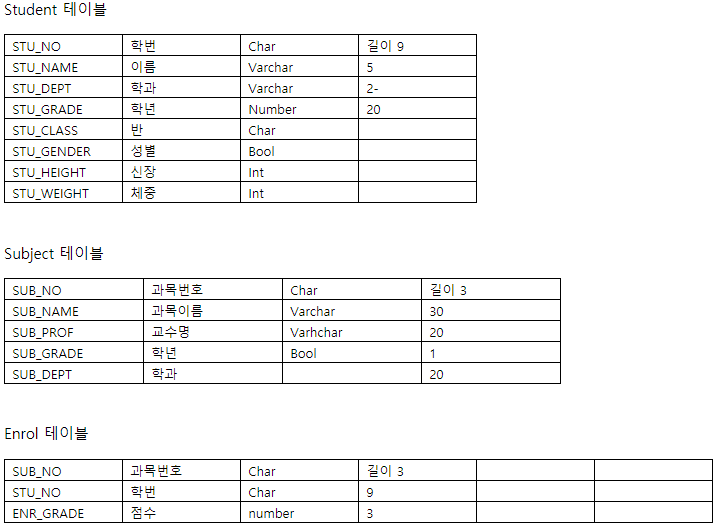 Student 테이블
STU_NO 학번 Char 길이 9
STU_NAME 이름 Varchar 5
STU_DEPT 학과 Varchar 2-
STU_GRADE 학년 Number 20
STU_CLASS 반 Char
STU_GENDER 성별 Bool
STU_HEIGHT 신장 Int
STU_WEIGHT 체중 Int
Subject 테이블
SUB_NO 과목번호 Char 길이 3
SUB_NAME 과목이름 Varchar 30
SUB_PROF 교수명 Varhchar 20
SUB_GRADE 학년 Bool 1
SUB_DEPT 학과 20
Enrol 테이블
SUB_NO 과목번호 Char 길이 3
STU_NO 학번 Char 9
ENR_GRADE 점수 number 3